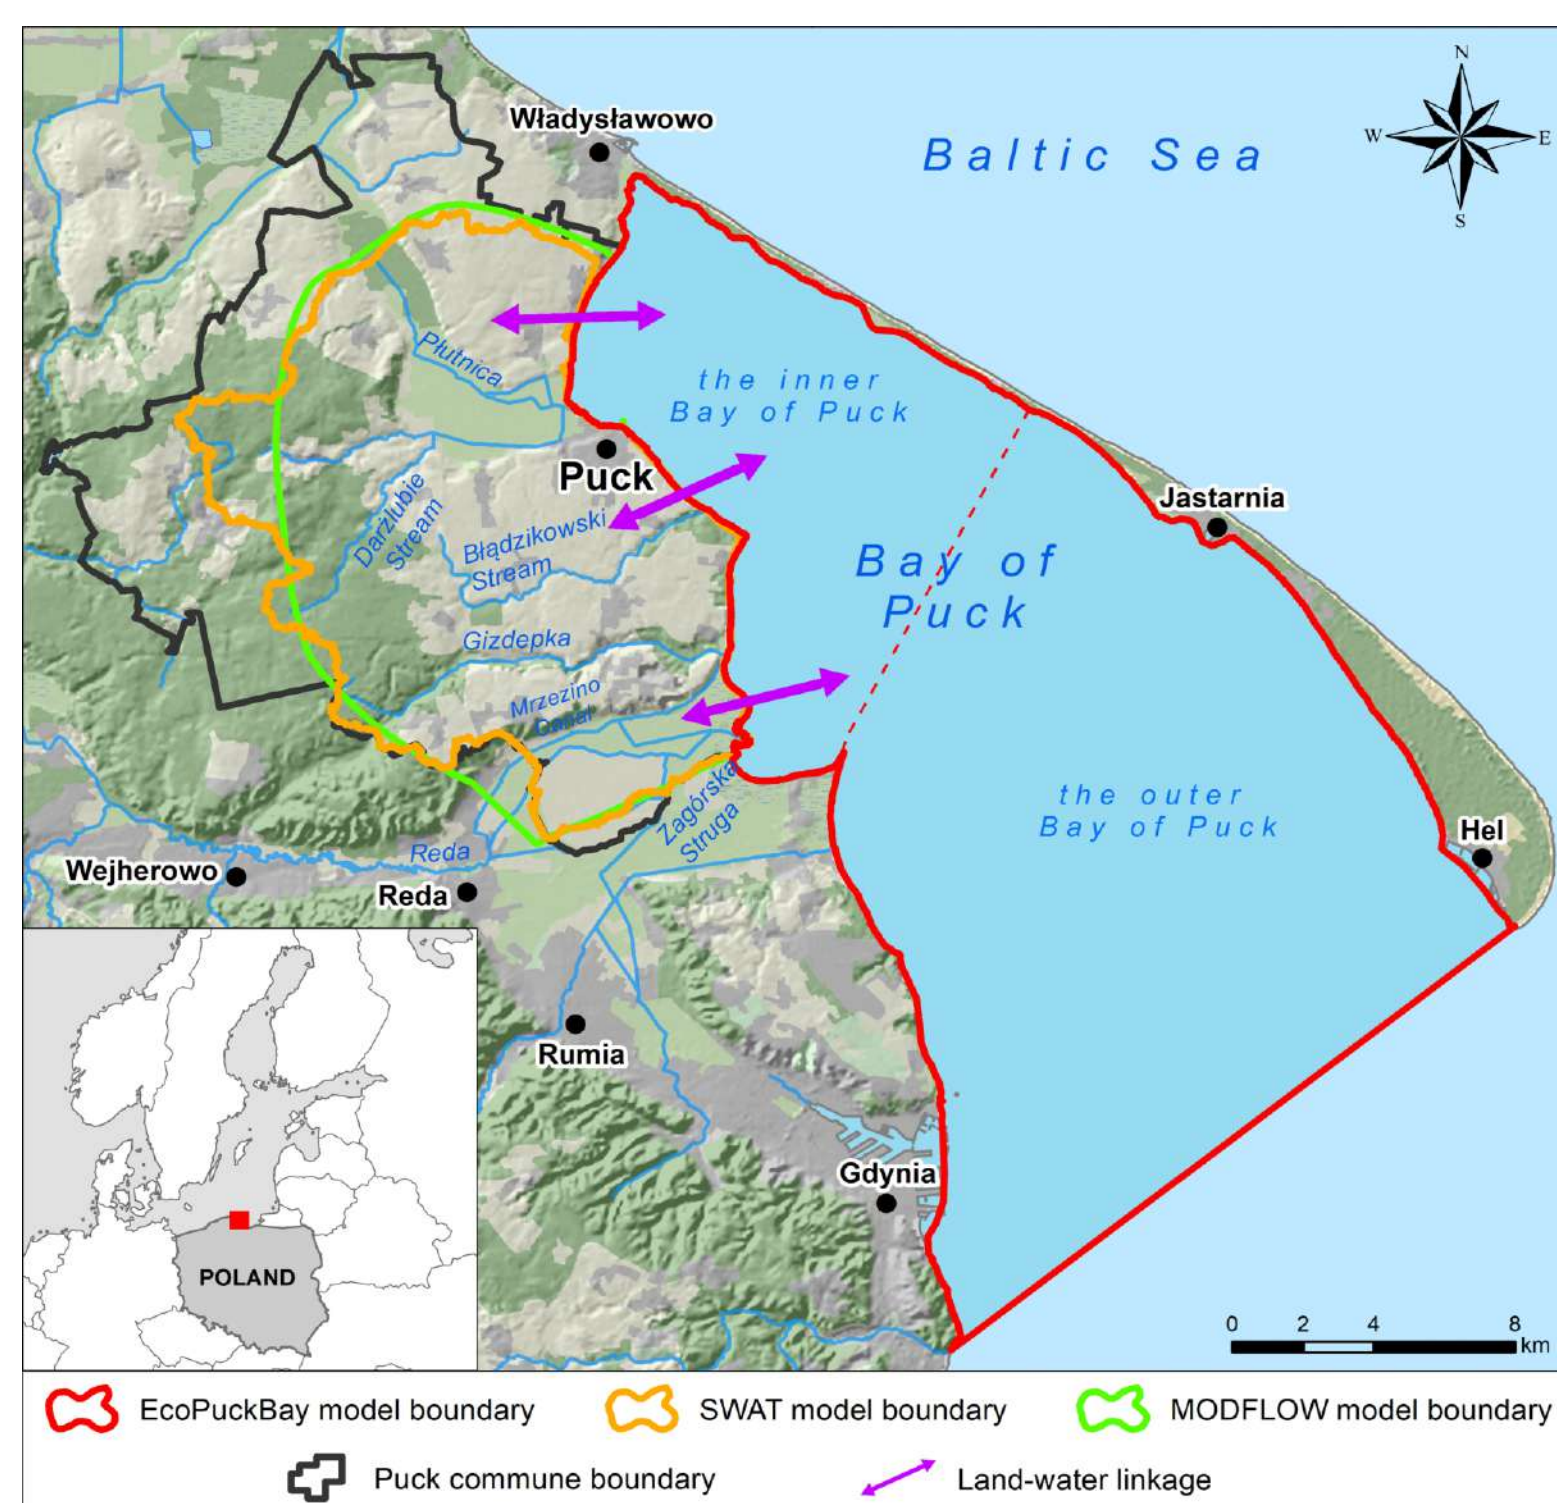 N
W
E
S
Władysławowo
Baltic Sea
Płutnica
the inner
Bay of Puck
Puck
Jastarnia
Darżlubie
Stream
Błądzikowski
Stream
Bay of
Puck
Gizdepka
Mrzezino
Canal
Zagórska
Struga
the outer
Bay of Puck
Hel
Reda
Wejherowo
Reda
Rumia
Gdynia
POLAND
0 2 4 8
km
EcoPuckBay model boundary
SWAT model boundary
MODFLOW model boundary
Puck commune boundary
Land-water linkage